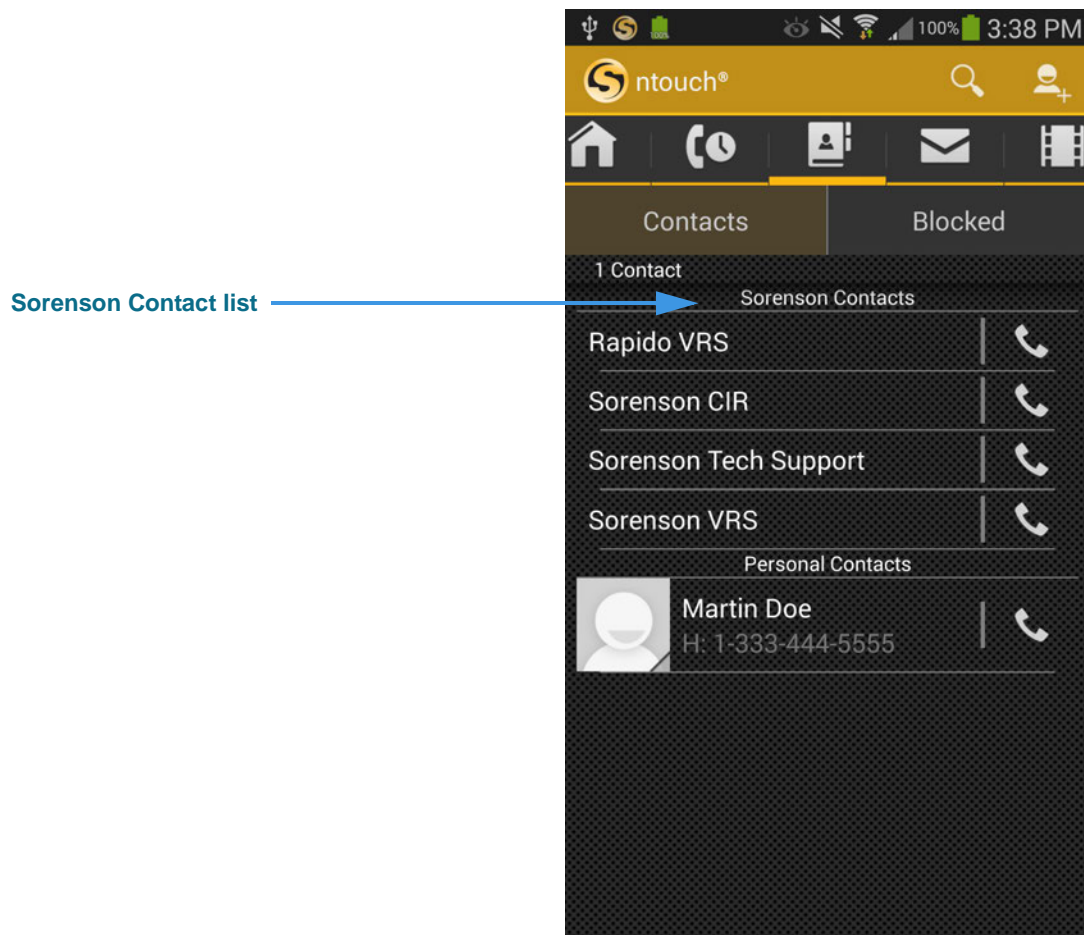 100% 3:38 PM
ntouch®
Contacts Blocked
1 Contact
Sorenson Contact list
Sorenson Contacts
Rapido VRS
Sorenson CIR
Sorenson Tech Support
Sorenson VRS
Personal Contacts
Martin Doe
H: 1-333-444-5555